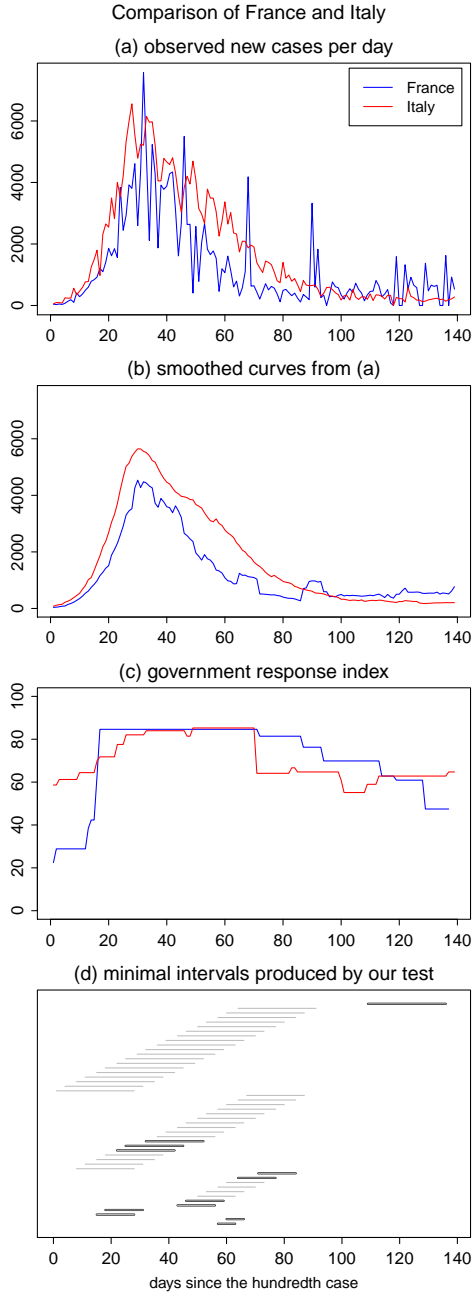 Comparison of France and Italy
(a) observed new cases per day
France
Italy
0 2000 4000 6000
0 20 40 60 80 100 120 140
(b) smoothed curves from (a)
0 2000 4000 6000
0 20 40 60 80 100 120 140
(c) government response index
0 20 40 60 80 100
0 20 40 60 80 100 120 140
(d) minimal intervals produced by our test
0 20 40 60 80 100 120 140
days since the hundredth case